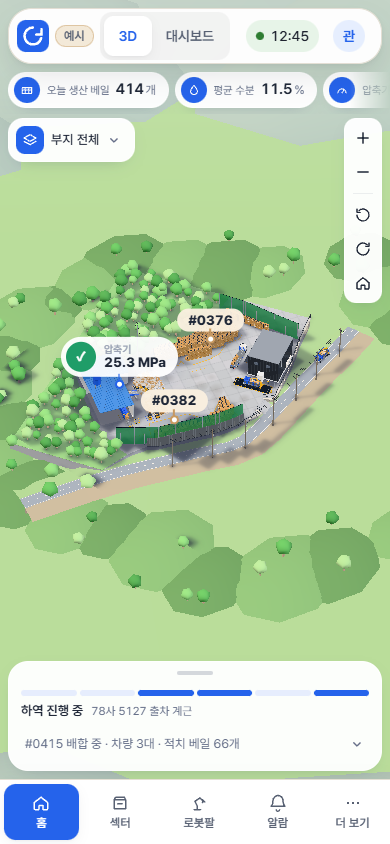 예시
3D
대시보드
12:45
관
오늘 생산 베일 414개
평균 수분 11.5%
압축
부지 전체
#0376
압축기
25.3 MPa
#0382
하역 진행 중 78사 5127 출차 계근
#0415 배합 중 · 차량 3대 · 적치 베일 66개
홈
섹터
로봇팔
알람
더 보기